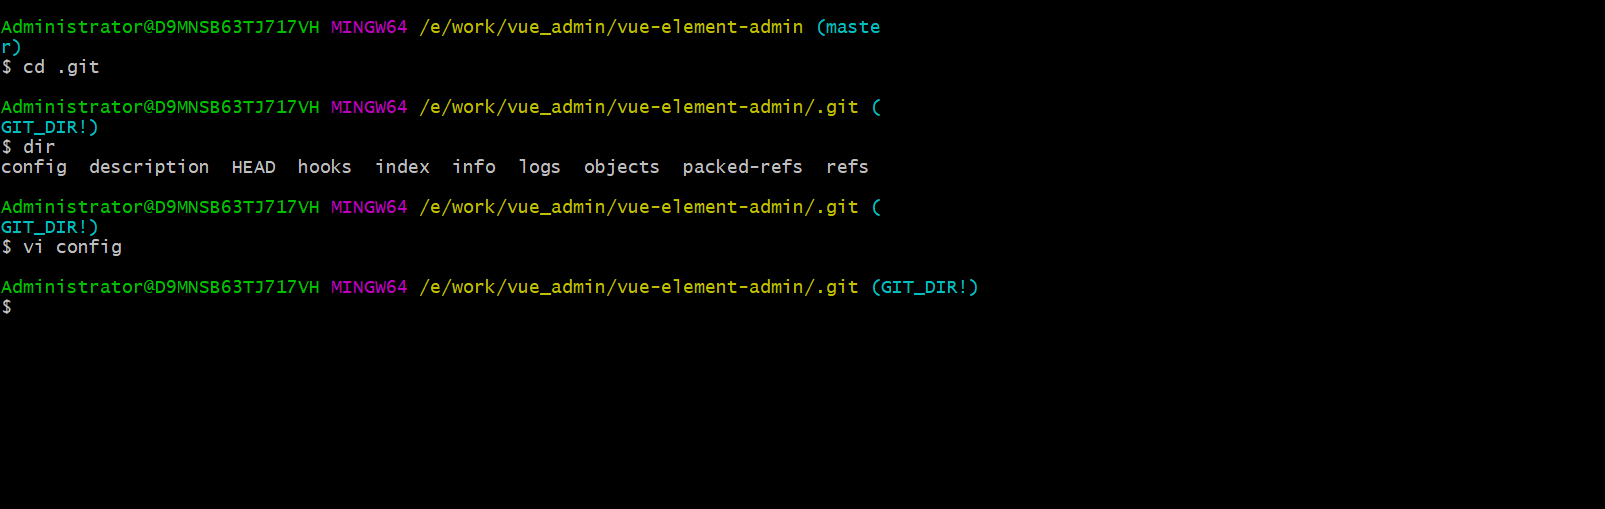 Administrator@D9MNSB63TJ717VH MINGW64 /e/work/vue_admin/vue-element-admin (maste
r)
$ cd .git
Administrator@D9MNSB63TJ717VH MINGW64 /e/work/vue_admin/vue-element-admin/.git (
GIT_DIR!)
$ dir
config  description  HEAD  hooks  index  info  logs  objects  packed-refs  refs
Administrator@D9MNSB63TJ717VH MINGW64 /e/work/vue_admin/vue-element-admin/.git (
GIT_DIR!)
$ vi config
Administrator@D9MNSB63TJ717VH MINGW64 /e/work/vue_admin/vue-element-admin/.git (GIT_DIR!)
$